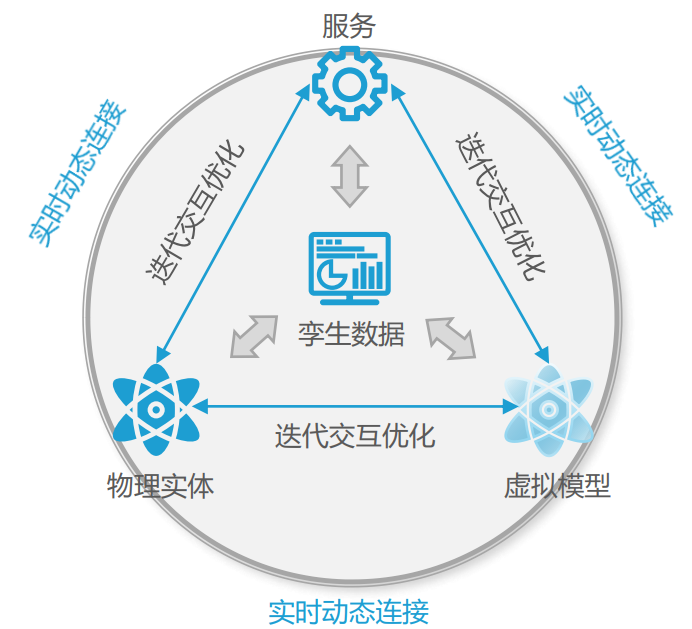 服务
实时动态连接
实时动态连接
迭代交互优化
迭代交互优化
孪生数据
迭代交互优化
物理实体
虚拟模型
实时动态连接